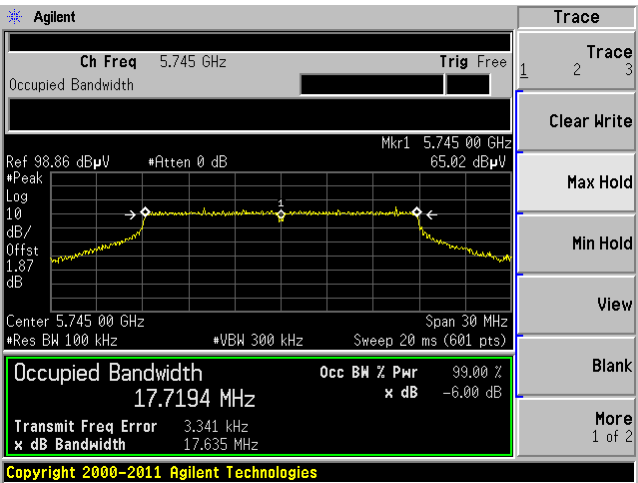 Agilent
Trace
Ch Freq 5.745 GHz Trig Free
Occupied Bandwidth
Trace
1 2 3
Clear Write
Max Hold
Min Hold
View
Blank
More
1 of 2
Mkr1 5.745 00 GHz
Ref 98.86 dBµV #Atten 0 dB 65.02 dBµV
#Peak
Log
10
dB/
Offst
1.87
dB
1
Center 5.745 00 GHz Span 30 MHz
#Res BW 100 kHz #VBW 300 kHz Sweep 20 ms (601 pts)
Occupied Bandwidth Occ BW % Pwr 99.00 %
17.7194 MHz x dB -6.00 dB
Transmit Freq Error 3.341 kHz
x dB Bandwidth 17.635 MHz
Copyright 2000-2011 Agilent Technologies